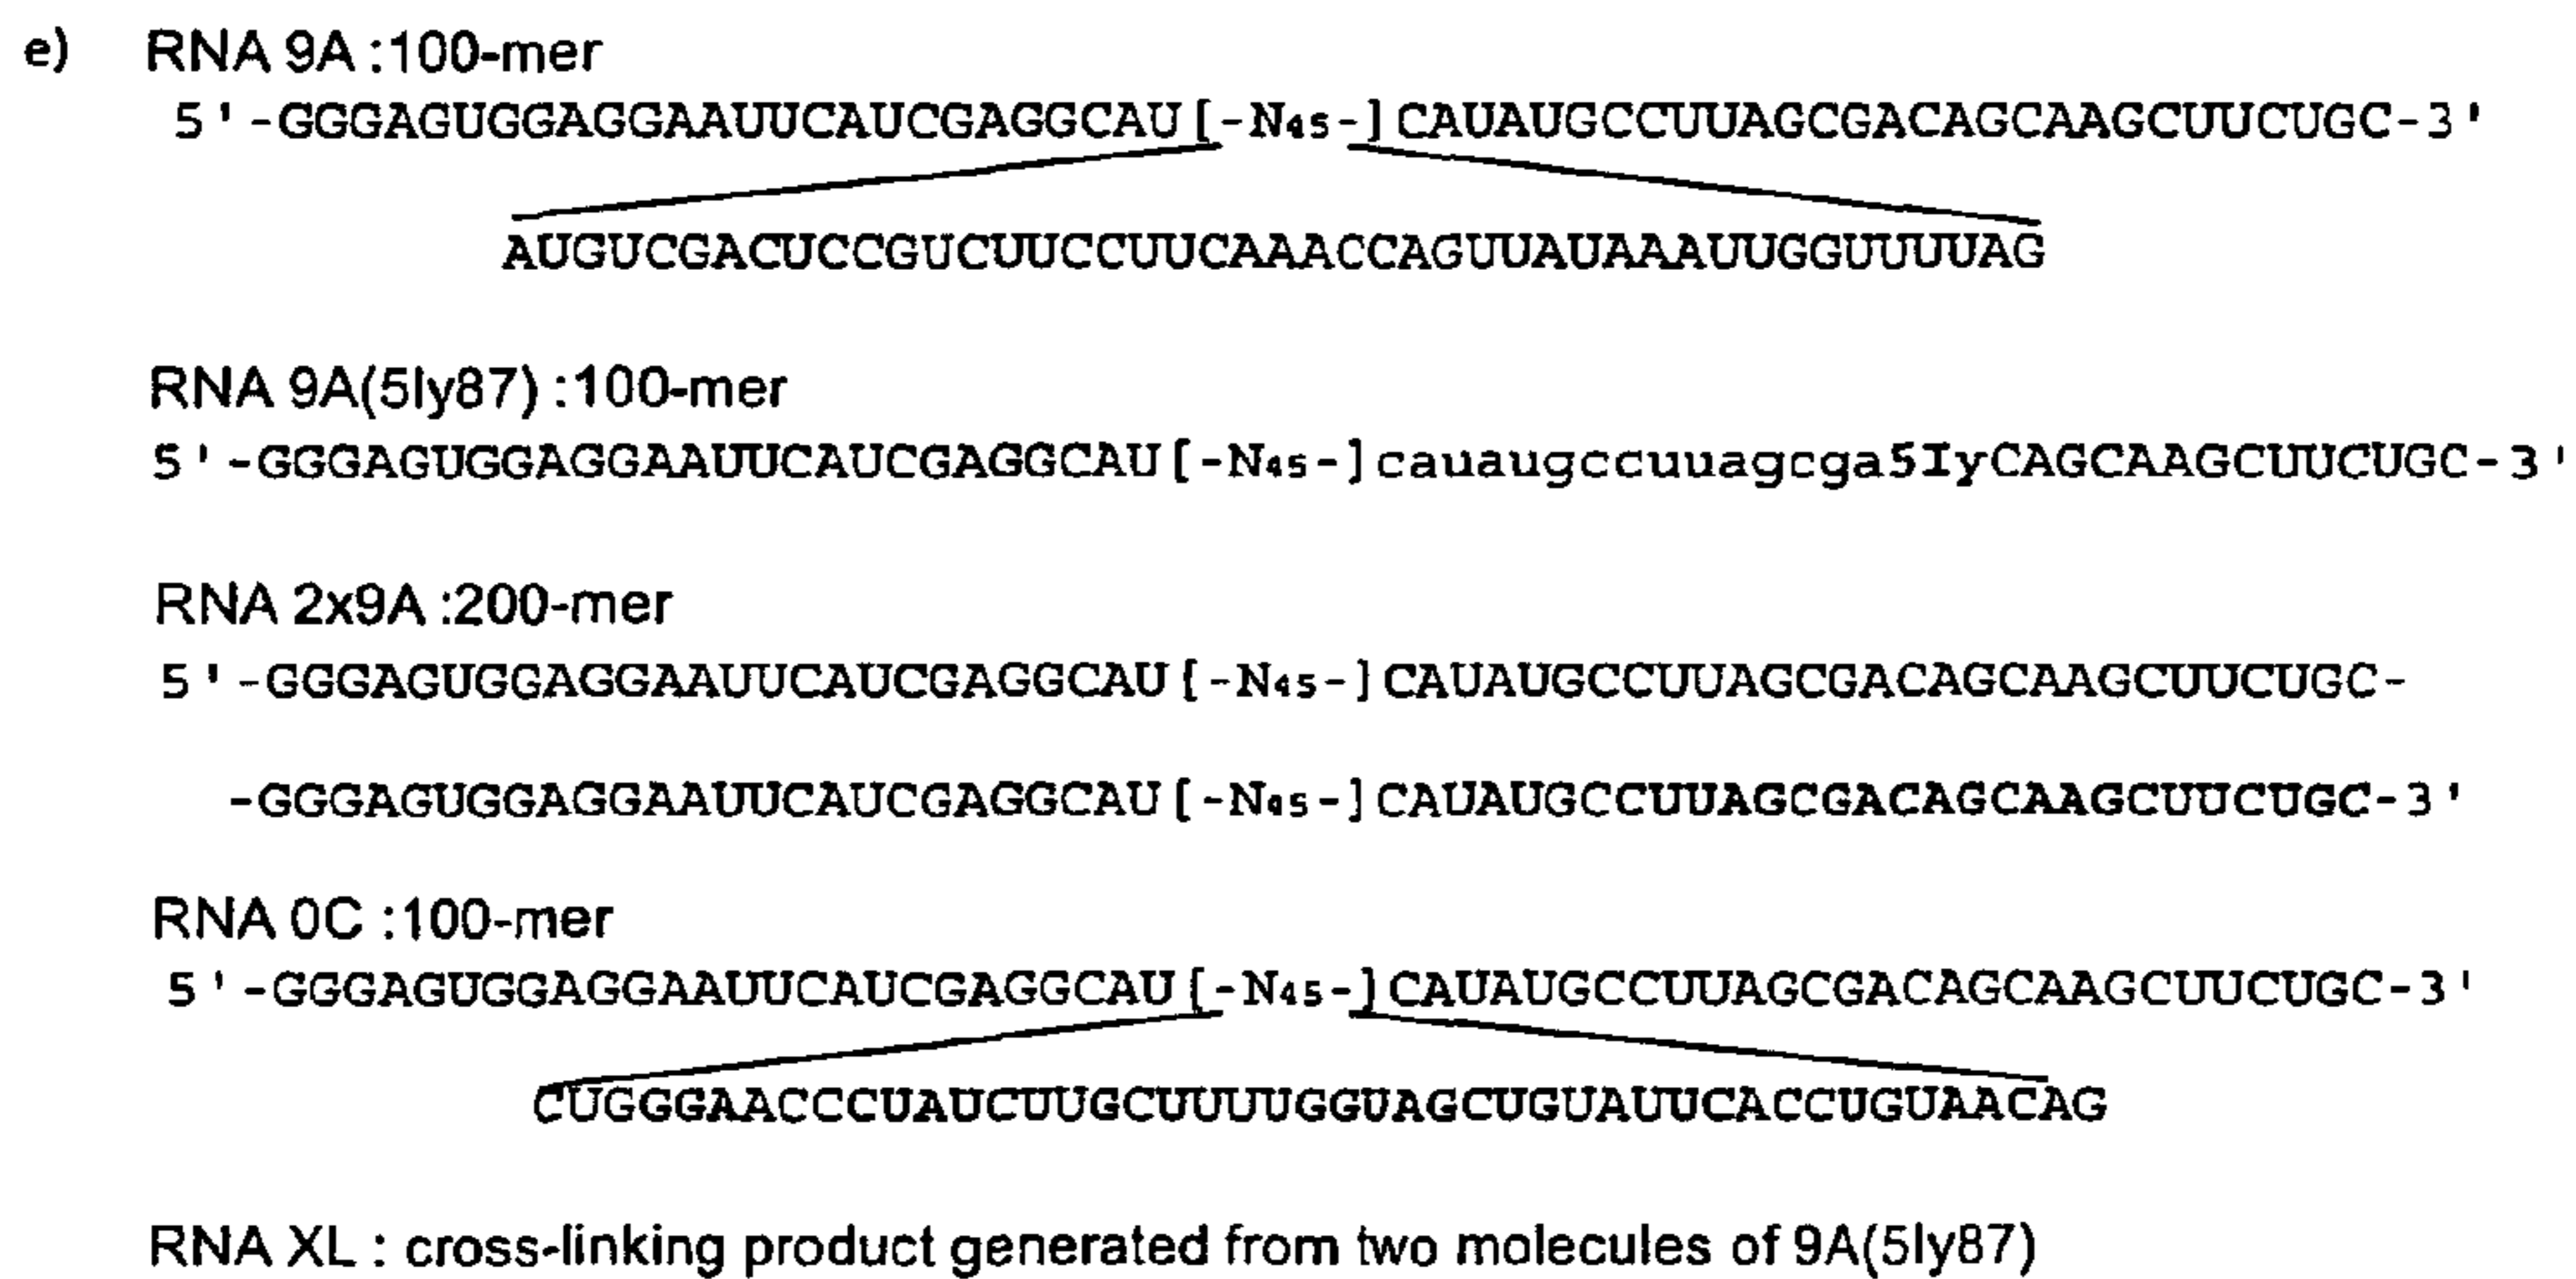 e) RNA 9A :100-mer
5'-GGGAGUGGAGGAAUUCAUCGAGGCAU[-N45-]CAUAUGCCUUAGCGACAGCAAGCUUCUGC-3'
AUGUCGACUCCGUCUUCCUUCAAACCAGUUAUAAAUUGGUUUUAG
RNA 9A(5Iy87) :100-mer
5'-GGGAGUGGAGGAAUUCAUCGAGGCAU[-N45-]cauaugccuuagcga5IyCAGCAAGCUUCUGC-3'
RNA 2x9A :200-mer
5'-GGGAGUGGAGGAAUUCAUCGAGGCAU[-N45-]CAUAUGCCUUAGCGACAGCAAGCUUCUGC-
-GGGAGUGGAGGAAUUCAUCGAGGCAU[-N45-]CAUAUGCCUUAGCGACAGCAAGCUUCUGC-3'
RNA 0C :100-mer
5'-GGGAGUGGAGGAAUUCAUCGAGGCAU[-N45-]CAUAUGCCUUAGCGACAGCAAGCUUCUGC-3'
CUGGGAACCCUAUCUUGCUUUUGGUAGCUGUAUUCACCUGUAACAG
RNA XL : cross-linking product generated from two molecules of 9A(5Iy87)